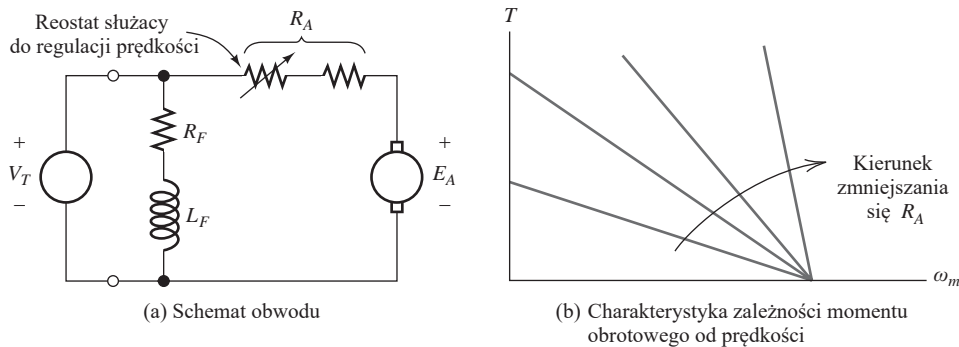 Reostat służacy
do regulacji prędkości
R_A
+
V_T
−
R_F
L_F
+
E_A
−
(a) Schemat obwodu
T
Kierunek
zmniejszania
się R_A
ω_m
(b) Charakterystyka zależności momentu
obrotowego od prędkości